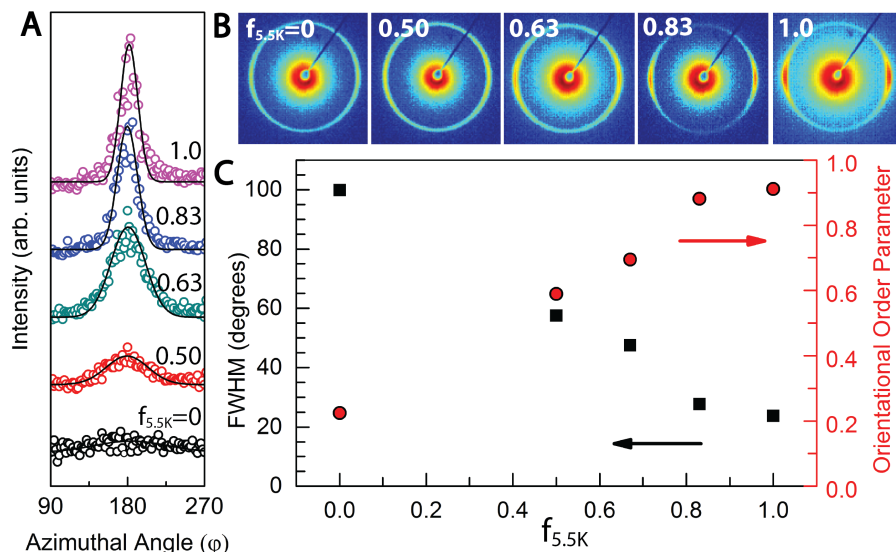 A
Intensity (arb. units)
1.0
0.83
0.63
0.50
f5.5K=0
90
180
270
Azimuthal Angle (φ)
B
f5.5K=0
0.50
0.63
0.83
1.0
C
FWHM (degrees)
100
80
60
40
20
0
0.0
0.2
0.4
0.6
0.8
1.0
f5.5K
1.0
0.8
0.6
0.4
0.2
0.0
Orientational Order Parameter